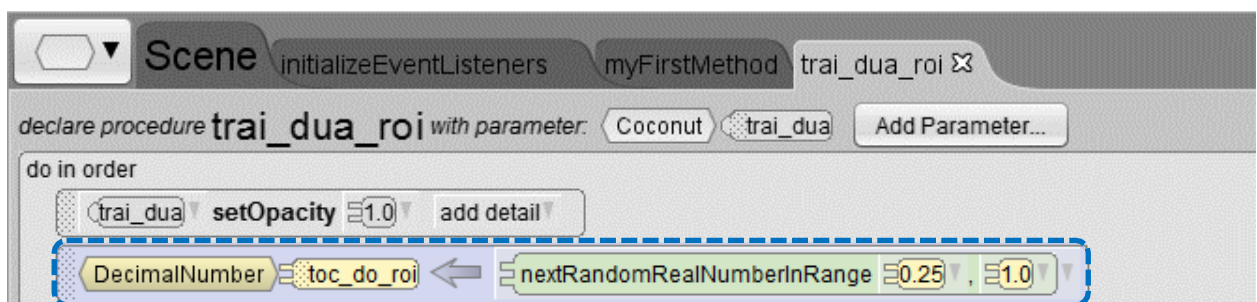 Scene initializeEventListeners myFirstMethod trai_dua_roi
declare procedure trai_dua_roi with parameter: Coconut trai_dua Add Parameter...
do in order
trai_dua setOpacity 1.0 add detail
DecimalNumber toc_do_roi nextRandomRealNumberInRange 0.25 , 1.0